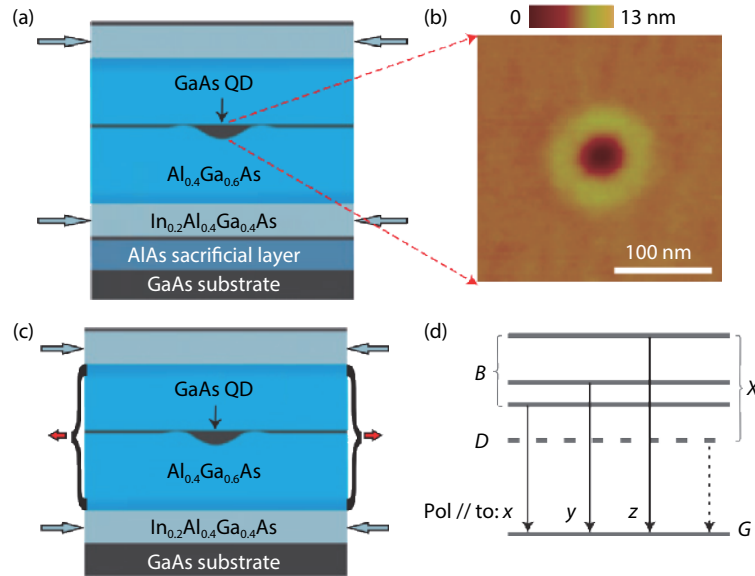 (a)
GaAs QD
Al0.4Ga0.6As
In0.2Al0.4Ga0.4As
AlAs sacrificial layer
GaAs substrate
(b)
0 13 nm
100 nm
(c)
GaAs QD
Al0.4Ga0.6As
In0.2Al0.4Ga0.4As
GaAs substrate
(d)
B
X
D
Pol // to: x y z
G